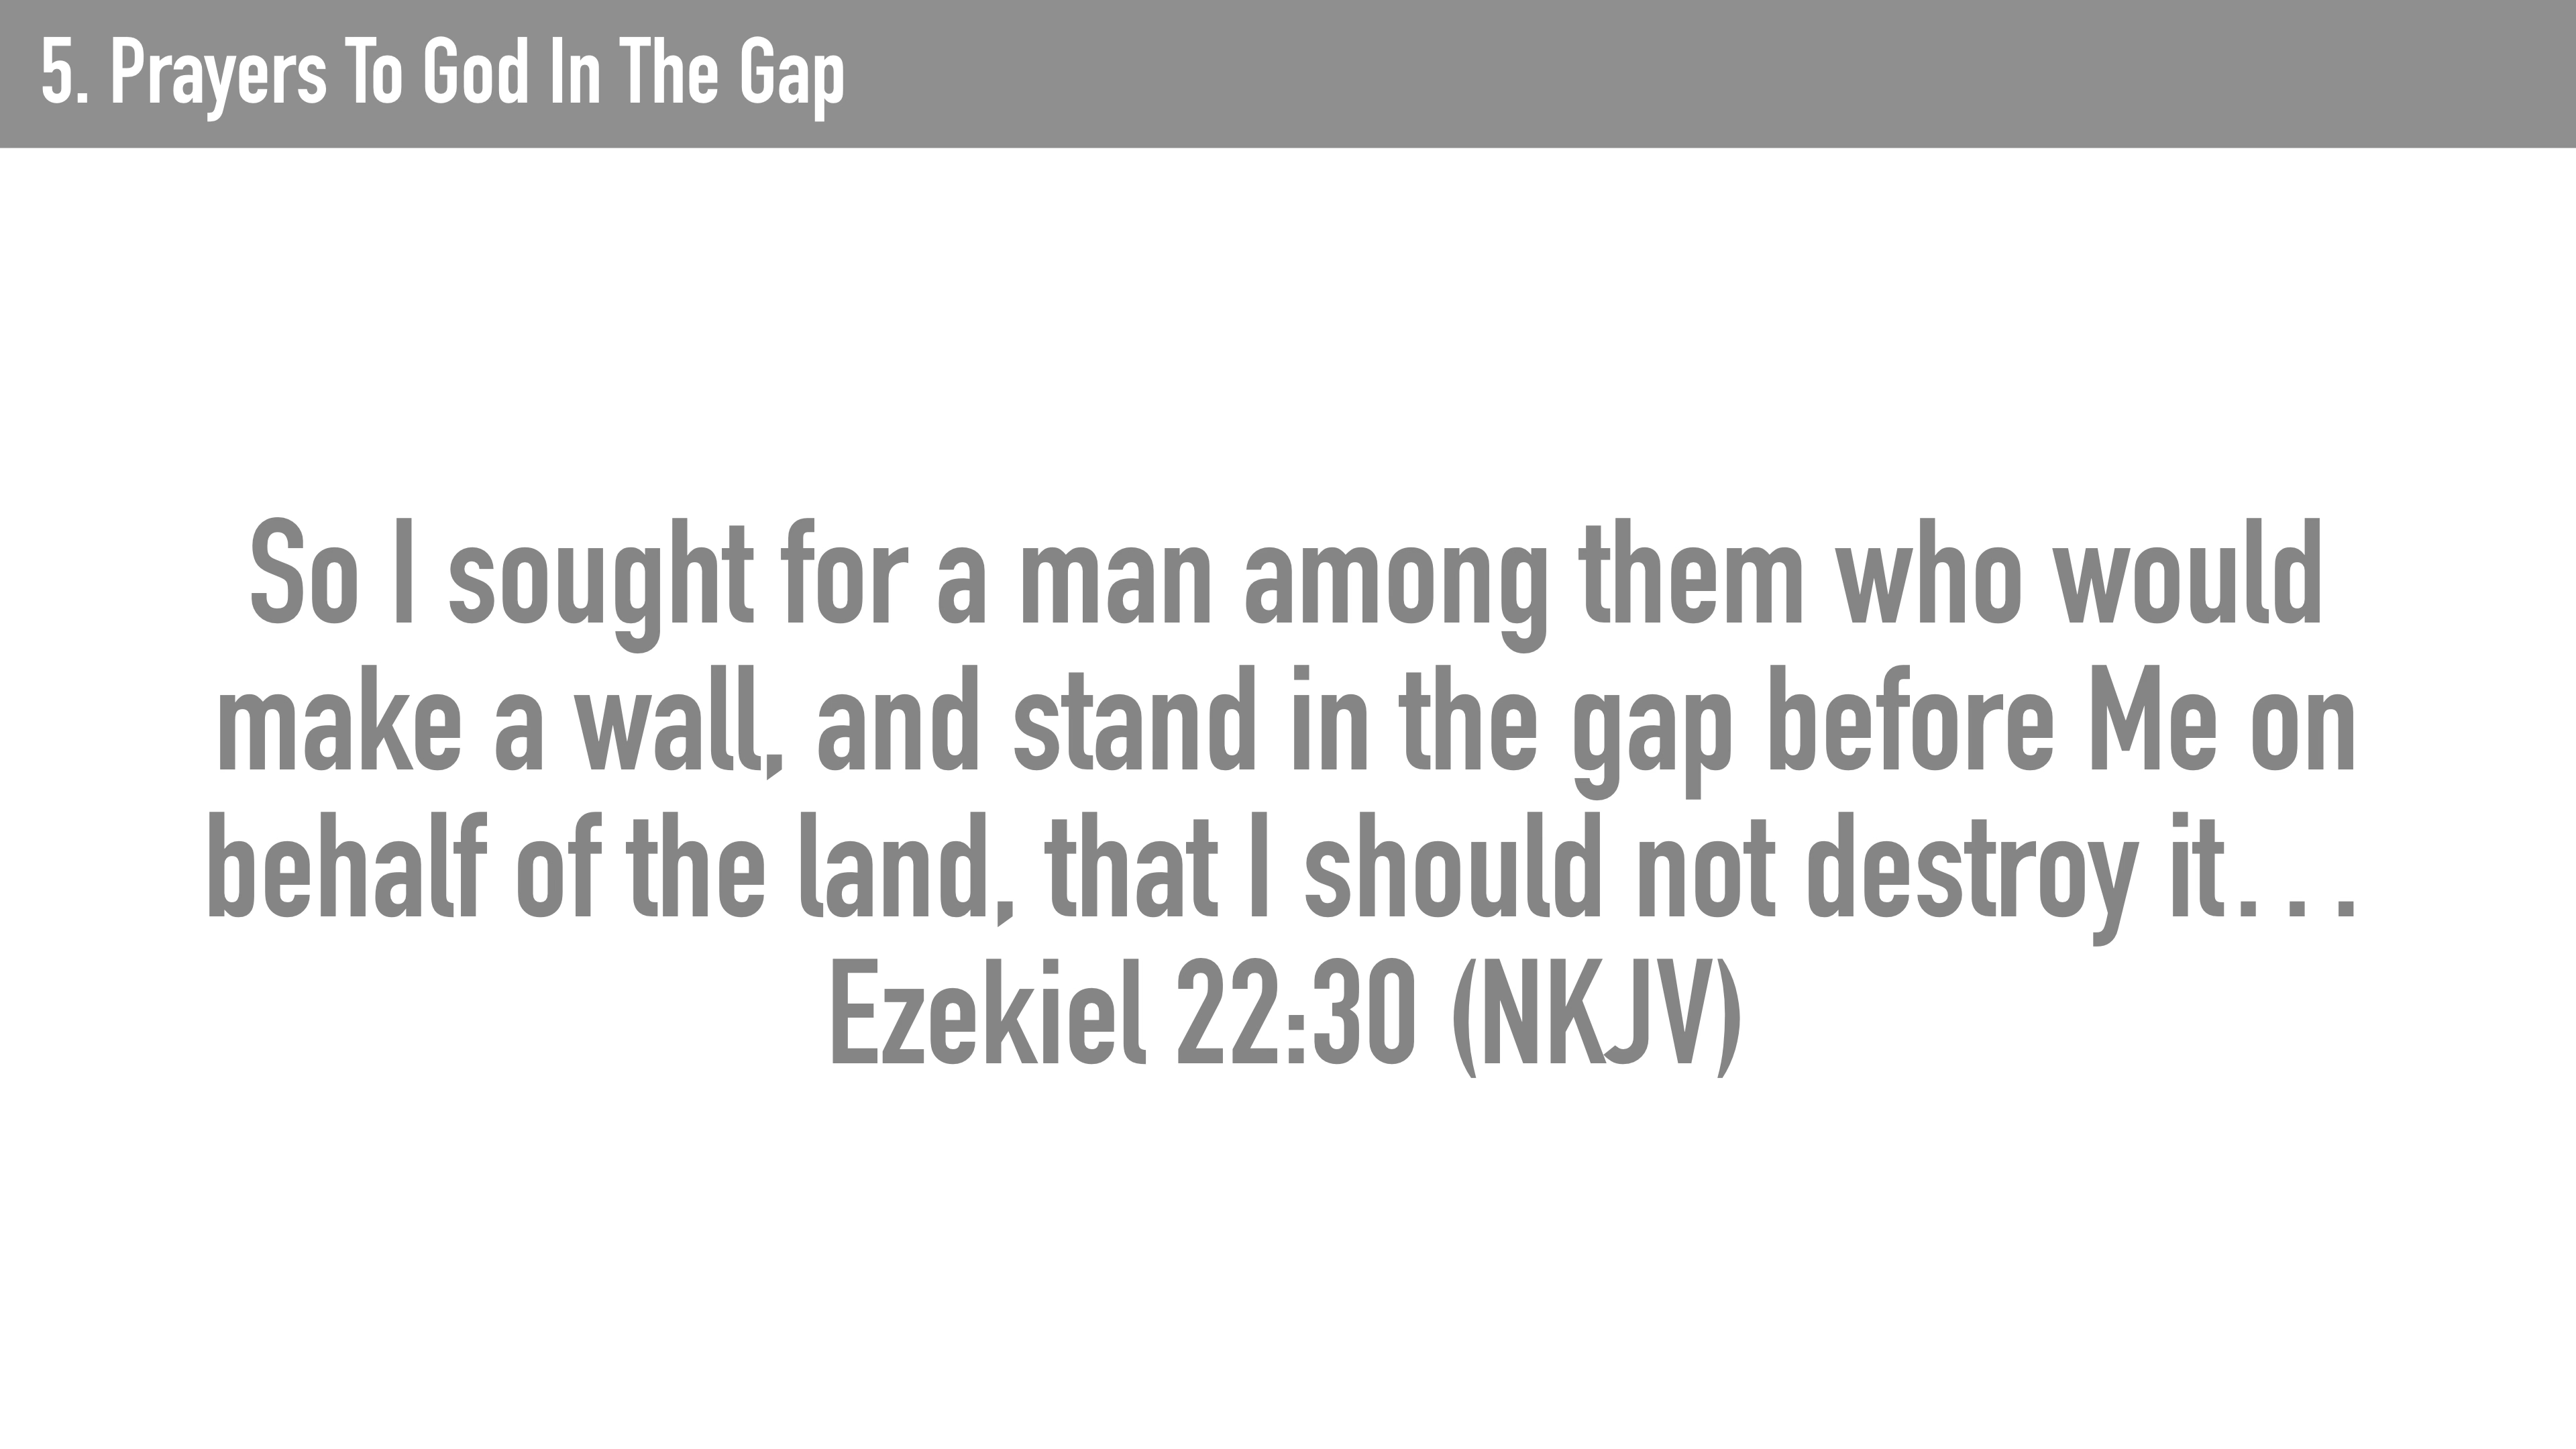 5. Prayers To God In The Gap
So I sought for a man among them who would
make a wall, and stand in the gap before Me on
behalf of the land, that I should not destroy it…
Ezekiel 22:30 (NKJV)